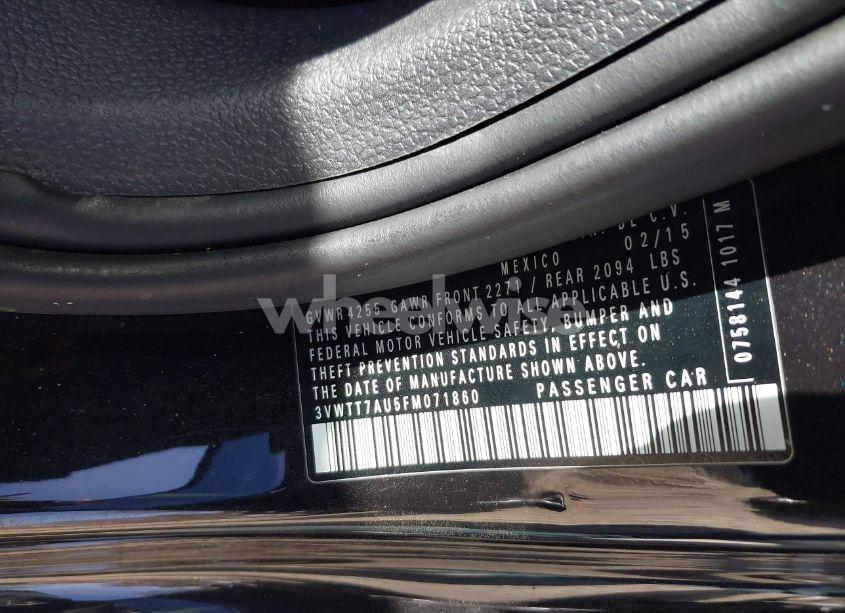 DE C.V.
MEXICO 02/15
GVWR 4255 GAWR FRONT 2271 / REAR 2094 LBS
THIS VEHICLE CONFORMS TO ALL APPLICABLE U.S.
FEDERAL MOTOR VEHICLE SAFETY, BUMPER AND
THEFT PREVENTION STANDARDS IN EFFECT ON
THE DATE OF MANUFACTURE SHOWN ABOVE.
3VWTT7AU5FM071860 PASSENGER CAR
0758144 1017 M
wheelwise